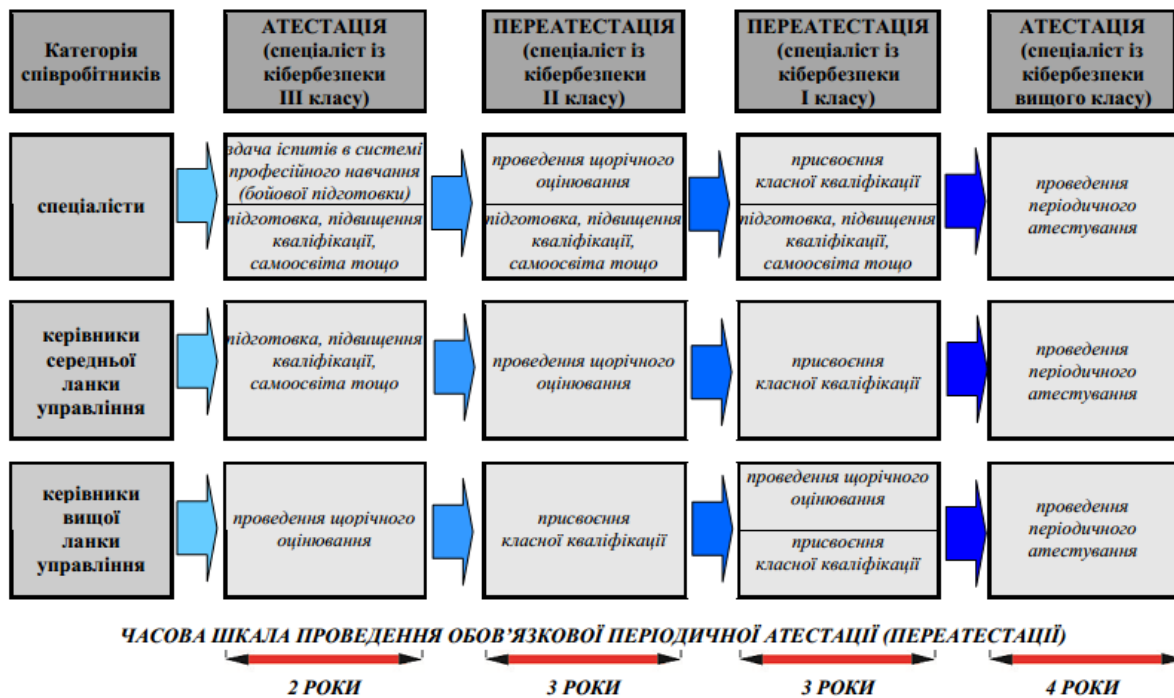 Категорія
співробітників
АТЕСТАЦІЯ
(спеціаліст із
кібербезпеки
III класу)
ПЕРЕАТЕСТАЦІЯ
(спеціаліст із
кібербезпеки
II класу)
ПЕРЕАТЕСТАЦІЯ
(спеціаліст із
кібербезпеки
I класу)
АТЕСТАЦІЯ
(спеціаліст із
кібербезпеки
вищого класу)
спеціалісти
здача іспитів в системі
професійного навчання
(бойової підготовки)
підготовка, підвищення
кваліфікації,
самоосвіта тощо
проведення щорічного
оцінювання
підготовка, підвищення
кваліфікації,
самоосвіта тощо
присвоєння
класної кваліфікації
підготовка, підвищення
кваліфікації,
самоосвіта тощо
проведення
періодичного
атестування
керівники
середньої
ланки
управління
підготовка, підвищення
кваліфікації,
самоосвіта тощо
проведення щорічного
оцінювання
присвоєння
класної кваліфікації
проведення
періодичного
атестування
керівники
вищої
ланки
управління
проведення щорічного
оцінювання
присвоєння
класної кваліфікації
проведення щорічного
оцінювання
присвоєння
класної кваліфікації
проведення
періодичного
атестування
ЧАСОВА ШКАЛА ПРОВЕДЕННЯ ОБОВ’ЯЗКОВОЇ ПЕРІОДИЧНОЇ АТЕСТАЦІЇ (ПЕРЕАТЕСТАЦІЇ)
2 РОКИ
3 РОКИ
3 РОКИ
4 РОКИ